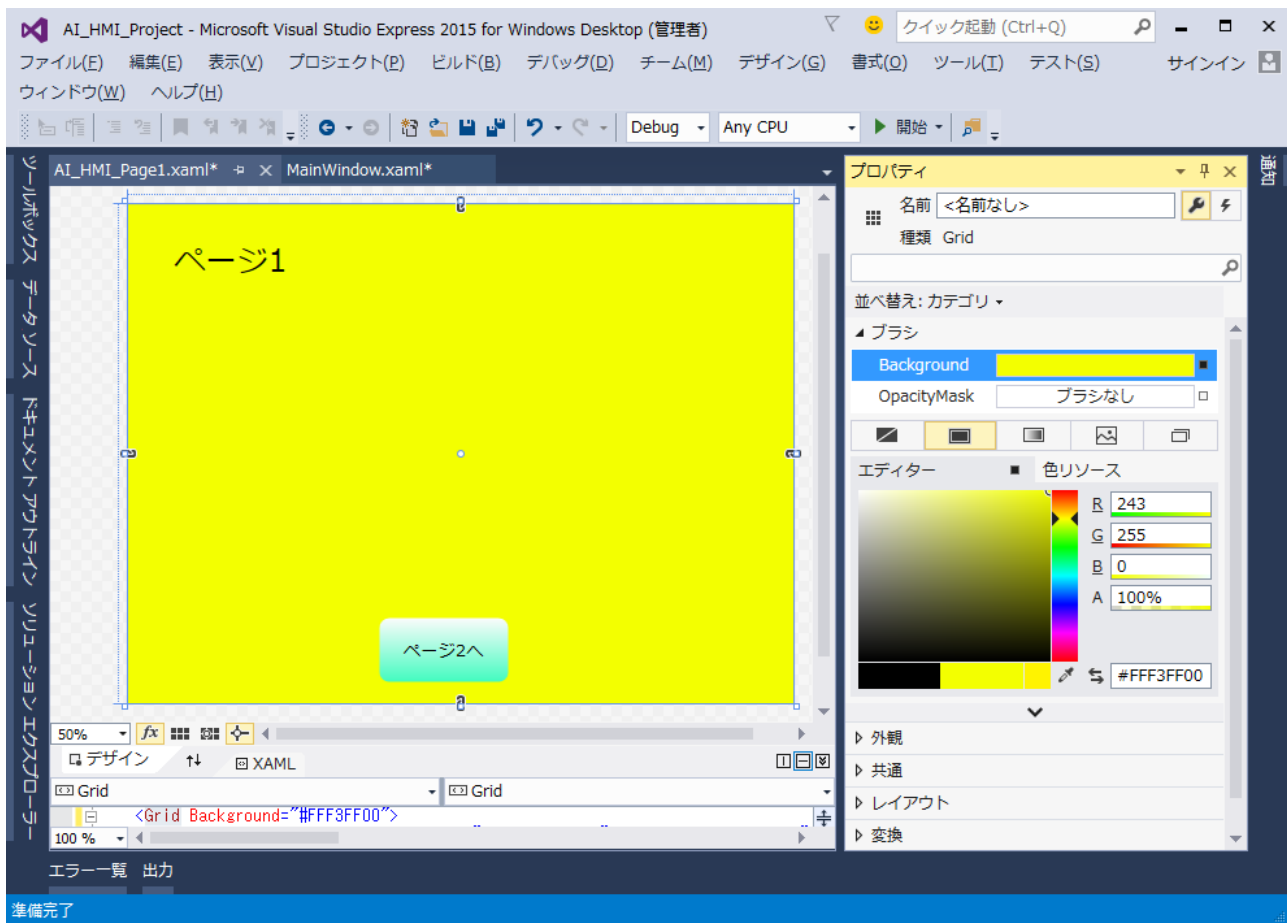 AI_HMI_Project - Microsoft Visual Studio Express 2015 for Windows Desktop (管理者)
クイック起動 (Ctrl+Q)
ファイル(F) 編集(E) 表示(V) プロジェクト(P) ビルド(B) デバッグ(D) チーム(M) デザイン(G) 書式(O) ツール(T) テスト(S) サインイン
ウィンドウ(W) ヘルプ(H)
Debug Any CPU 開始
ツールボックス
データ ソース
ドキュメント アウトライン
ソリューション エクスプローラー
AI_HMI_Page1.xaml* MainWindow.xaml*
ページ1
ページ2へ
50% fx
デザイン XAML
Grid Grid
<Grid Background="#FFF3FF00">
100 %
プロパティ
名前 <名前なし>
種類 Grid
並べ替え: カテゴリ
ブラシ
Background
OpacityMask ブラシなし
エディター 色リソース
R 243
G 255
B 0
A 100%
#FFF3FF00
外観
共通
レイアウト
変換
通知
エラー一覧 出力
準備完了